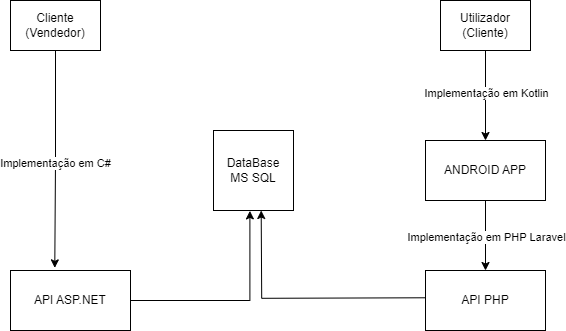 Cliente
(Vendedor)
Utilizador
(Cliente)
Implementação em Kotlin
DataBase
MS SQL
Implementação em C#
ANDROID APP
Implementação em PHP Laravel
API ASP.NET
API PHP